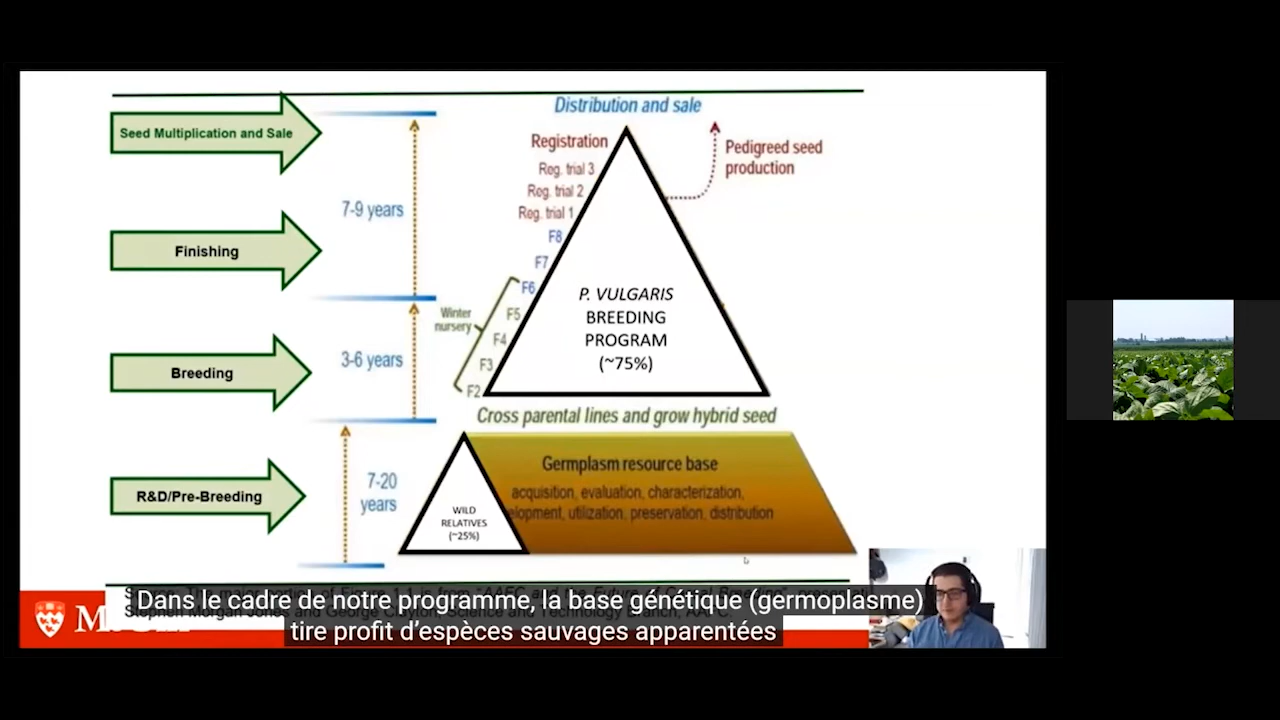 Distribution and sale
Seed Multiplication and Sale
Registration
Pedigreed seed
production
Reg. trial 3
Reg. trial 2
Reg. trial 1
7-9 years
F8
Finishing
F7
F6
P. VULGARIS
BREEDING
PROGRAM
(~75%)
Winter
nursery
F5
F4
F3
F2
3-6 years
Breeding
Cross parental lines and grow hybrid seed
Germplasm resource base
acquisition, evaluation, characterization,
utilization, preservation, distribution
7-20
years
R&D/Pre-Breeding
WILD
RELATIVES
(~25%)
Dans le cadre de notre programme, la base génétique (germoplasme)
tire profit d’espèces sauvages apparentées